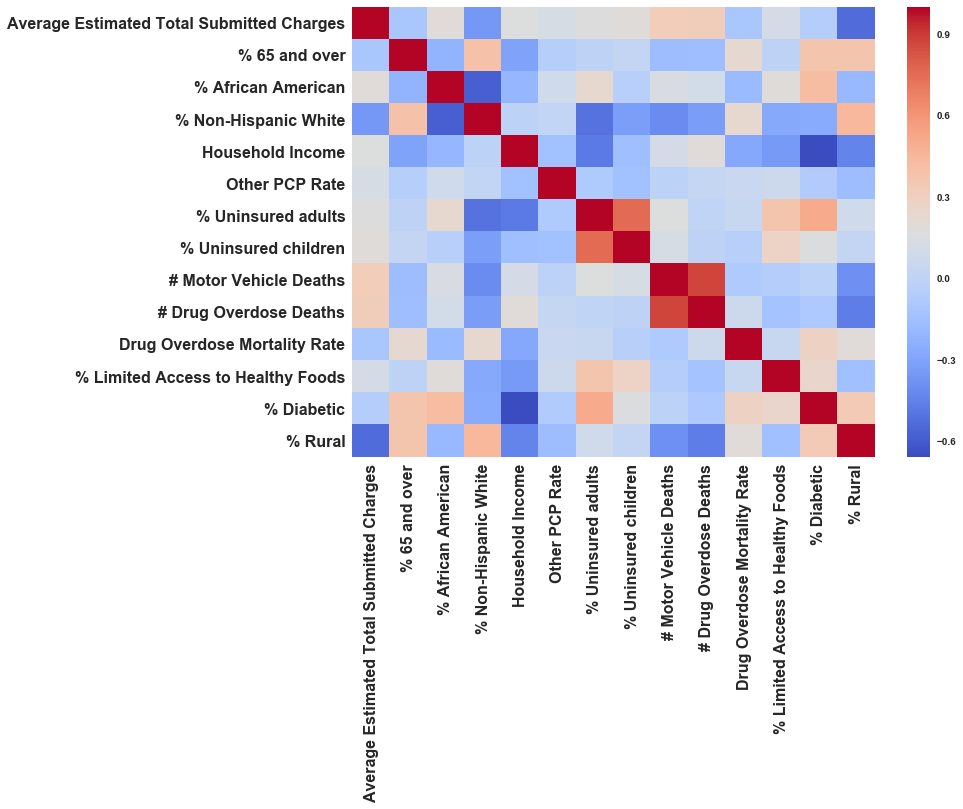 Average Estimated Total Submitted Charges
% 65 and over
% African American
% Non-Hispanic White
Household Income
Other PCP Rate
% Uninsured adults
% Uninsured children
# Motor Vehicle Deaths
# Drug Overdose Deaths
Drug Overdose Mortality Rate
% Limited Access to Healthy Foods
% Diabetic
% Rural
Average Estimated Total Submitted Charges
% 65 and over
% African American
% Non-Hispanic White
Household Income
Other PCP Rate
% Uninsured adults
% Uninsured children
# Motor Vehicle Deaths
# Drug Overdose Deaths
Drug Overdose Mortality Rate
% Limited Access to Healthy Foods
% Diabetic
% Rural
0.9
0.6
0.3
0.0
−0.3
−0.6